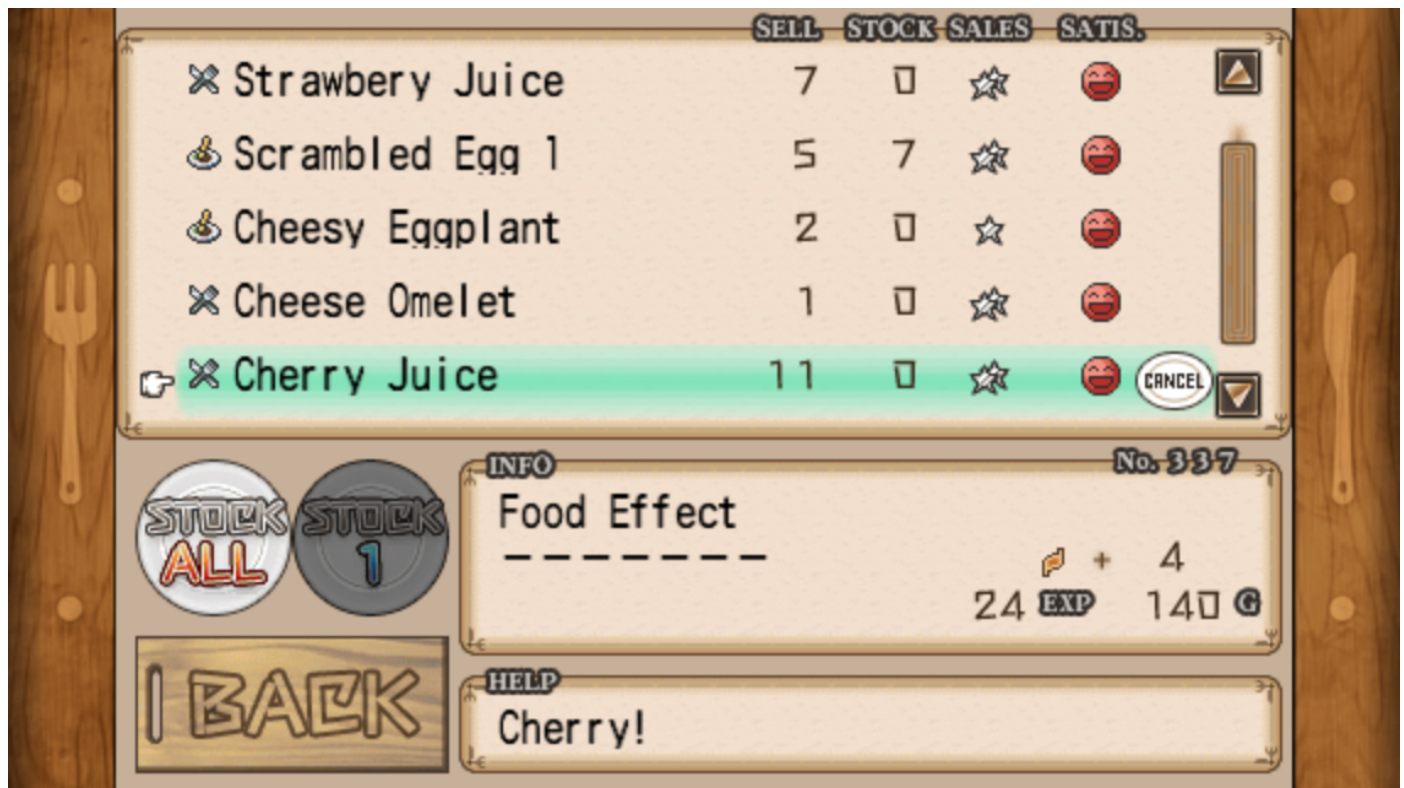 SELL STOCK SALES SATIS.
Strawbery Juice 7 0
Scrambled Egg 1 5 7
Cheesy Eggplant 2 0
Cheese Omelet 1 0
Cherry Juice 11 0 CANCEL
STOCK ALL
STOCK 1
BACK
INFO No. 337
Food Effect
-------
+ 4
24 EXP 140 G
HELP
Cherry!